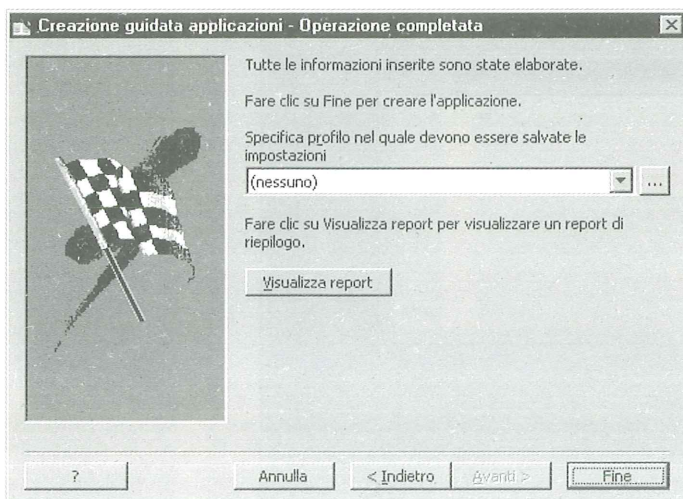 Creazione guidata applicazioni - Operazione completata
Tutte le informazioni inserite sono state elaborate.
Fare clic su Fine per creare l'applicazione.
Specifica profilo nel quale devono essere salvate le
impostazioni
(nessuno)
...
Fare clic su Visualizza report per visualizzare un report di
riepilogo.
Visualizza report
?
Annulla
< Indietro
Avanti >
Fine